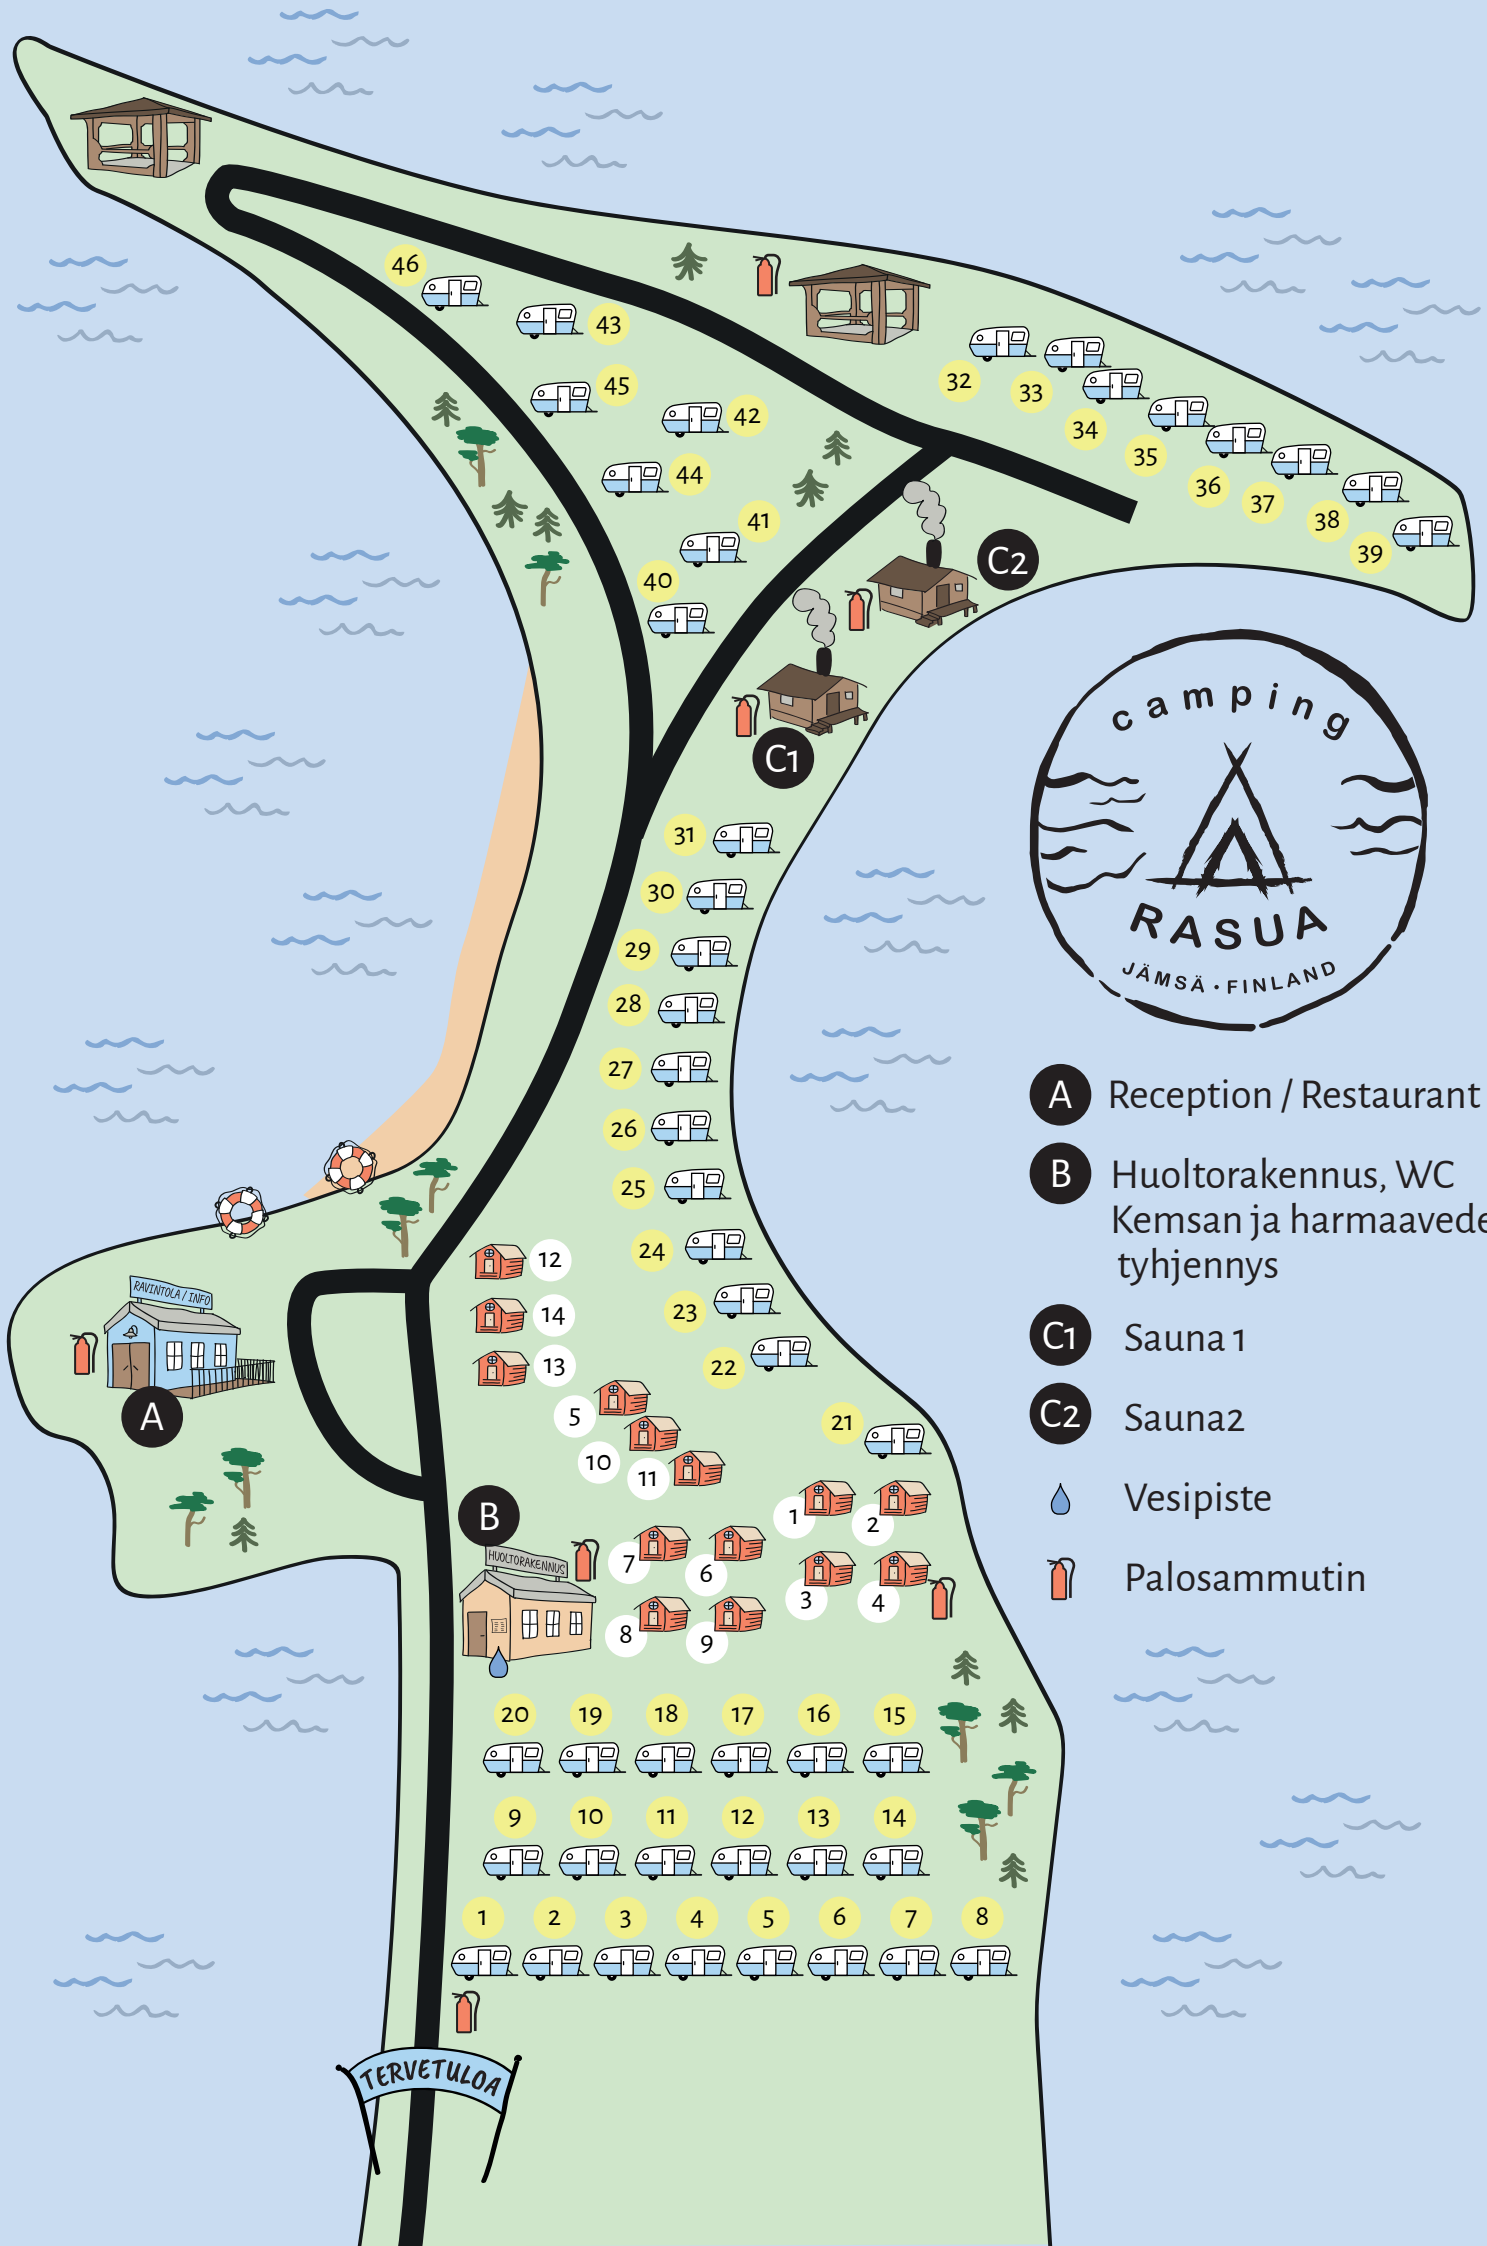 46
43
45
42
44
41
40
32
33
34
35
36
37
38
39
C2
C1
camping
RASUA
JÄMSÄ • FINLAND
31
30
29
28
27
26
25
24
23
22
21
A Reception / Restaurant
B Huoltorakennus, WC
Kemsan ja harmaavede
tyhjennys
C1 Sauna 1
C2 Sauna2
Vesipiste
Palosammutin
RAVINTOLA / INFO
A
12
14
13
5
10
11
1
2
B
HUOLTORAKENNUS
7
6
3
4
8
9
20 19 18 17 16 15
9 10 11 12 13 14
1 2 3 4 5 6 7 8
TERVETULOA